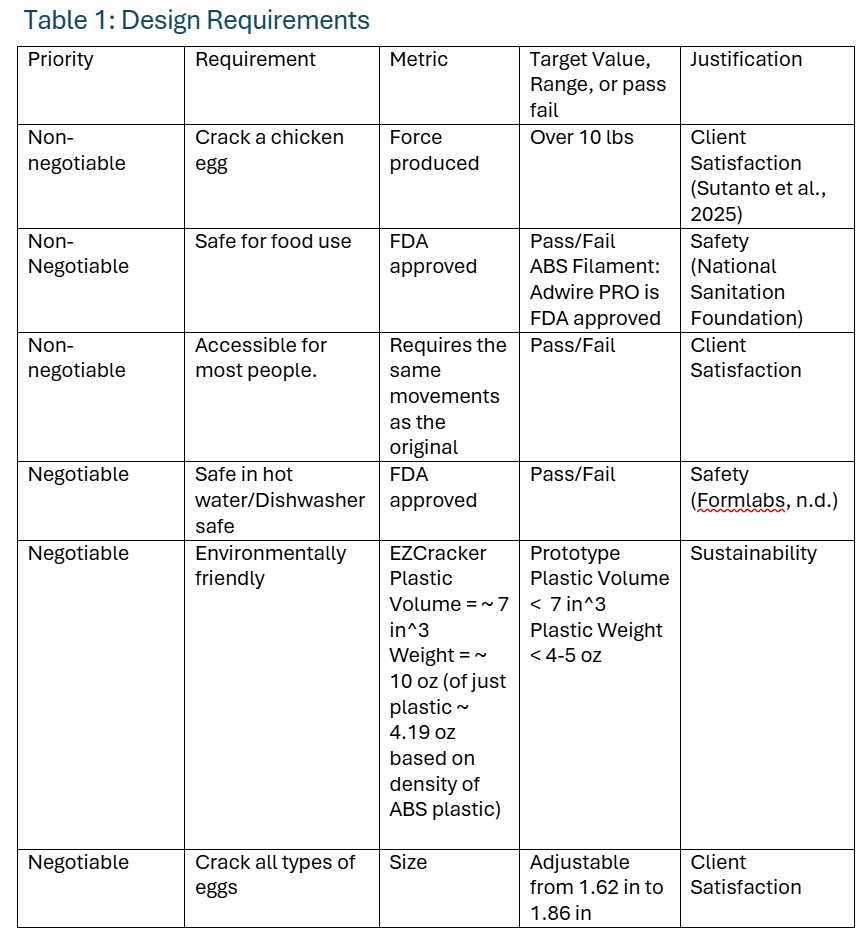 Table 1: Design Requirements
Priority
Requirement
Metric
Target Value,
Range, or pass
fail
Justification
Non-
negotiable
Crack a chicken
egg
Force
produced
Over 10 lbs
Client
Satisfaction
(Sutanto et al.,
2025)
Non-
Negotiable
Safe for food use
FDA
approved
Pass/Fail
ABS Filament:
Adwire PRO is
FDA approved
Safety
(National
Sanitation
Foundation)
Non-
negotiable
Accessible for
most people.
Requires the
same
movements
as the
original
Pass/Fail
Client
Satisfaction
Negotiable
Safe in hot
water/Dishwasher
safe
FDA
approved
Pass/Fail
Safety
(Formlabs, n.d.)
Negotiable
Environmentally
friendly
EZCracker
Plastic
Volume = ~ 7
in^3
Weight = ~
10 oz (of just
plastic ~
4.19 oz
based on
density of
ABS plastic)
Prototype
Plastic Volume
<  7 in^3
Plastic Weight
< 4-5 oz
Sustainability
Negotiable
Crack all types of
eggs
Size
Adjustable
from 1.62 in to
1.86 in
Client
Satisfaction